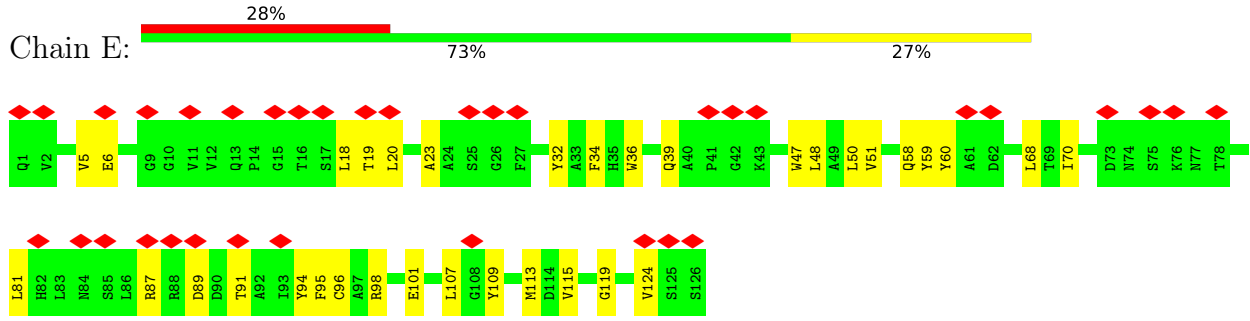 28%
Chain E:
73% 27%
Q1 V2 V5 E6 G9 G10 V11 V12 Q13 P14 G15 T16 S17 L18 T19 L20 A23 A24 S25 G26 F27 Y32 A33 F34 H35 W36 Q39 A40 P41 G42 K43 W47 L48 A49 L50 V51 Q58 Y59 Y60 A61 D62 L68 T69 I70 D73 N74 S75 K76 N77 T78
L81 H82 L83 N84 S85 L86 R87 R88 D89 D90 T91 A92 I93 Y94 F95 C96 A97 R98 E101 L107 G108 Y109 M113 D114 V115 G119 V124 S125 S126